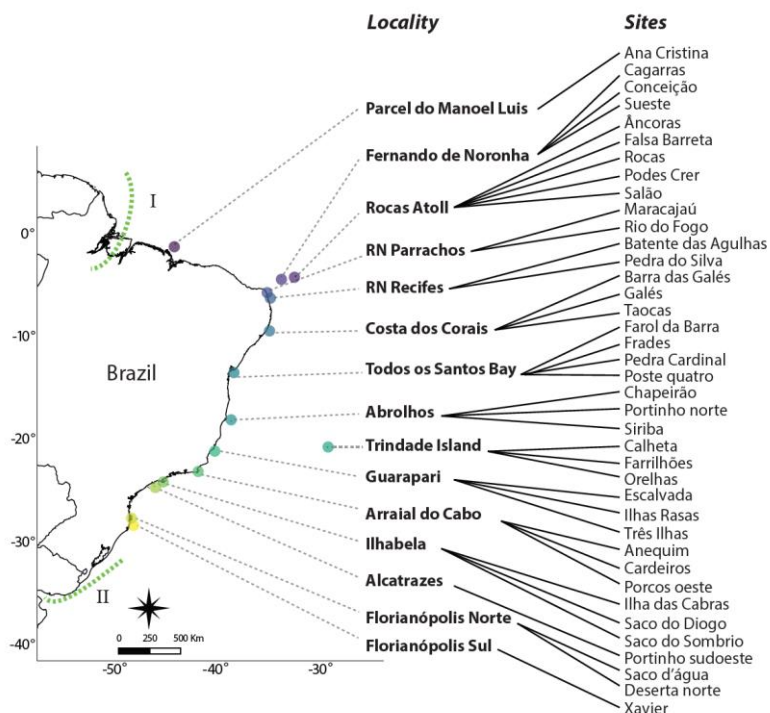 Locality
Sites
Parcel do Manoel Luis
Fernando de Noronha
Rocas Atoll
RN Parrachos
RN Recifes
Costa dos Corais
Todos os Santos Bay
Abrolhos
Trindade Island
Guarapari
Arraial do Cabo
Ilhabela
Alcatrazes
Florianópolis Norte
Florianópolis Sul
Ana Cristina
Cagarras
Conceição
Sueste
Âncoras
Falsa Barreta
Rocas
Podes Crer
Salão
Maracajaú
Rio do Fogo
Batente das Agulhas
Pedra do Silva
Barra das Galés
Galés
Taocas
Farol da Barra
Frades
Pedra Cardinal
Poste quatro
Chapeirão
Portinho norte
Siriba
Calheta
Farrilhões
Orelhas
Escalvada
Ilhas Rasas
Três Ilhas
Anequim
Cardeiros
Porcos oeste
Ilha das Cabras
Saco do Diogo
Saco do Sombrio
Portinho sudoeste
Saco d'água
Deserta norte
Xavier
I
Brazil
II
0°
-10°
-20°
-30°
-40°
0 250 500 Km
-50° -40° -30°